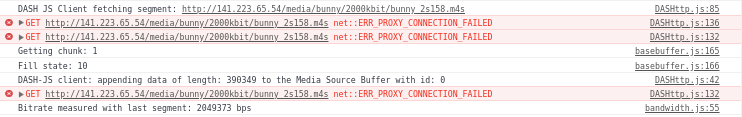 DASH JS Client fetching segment: http://141.223.65.54/media/bunny/2000kbit/bunny_2s158.m4s DASHttp.js:85
GET http://141.223.65.54/media/bunny/2000kbit/bunny_2s158.m4s net::ERR_PROXY_CONNECTION_FAILED DASHttp.js:136
GET http://141.223.65.54/media/bunny/2000kbit/bunny_2s158.m4s net::ERR_PROXY_CONNECTION_FAILED DASHttp.js:132
Getting chunk: 1 basebuffer.js:165
Fill state: 10 basebuffer.js:166
DASH-JS client: appending data of length: 390349 to the Media Source Buffer with id: 0 DASHttp.js:42
GET http://141.223.65.54/media/bunny/2000kbit/bunny_2s158.m4s net::ERR_PROXY_CONNECTION_FAILED DASHttp.js:132
Bitrate measured with last segment: 2049373 bps bandwidth.js:55